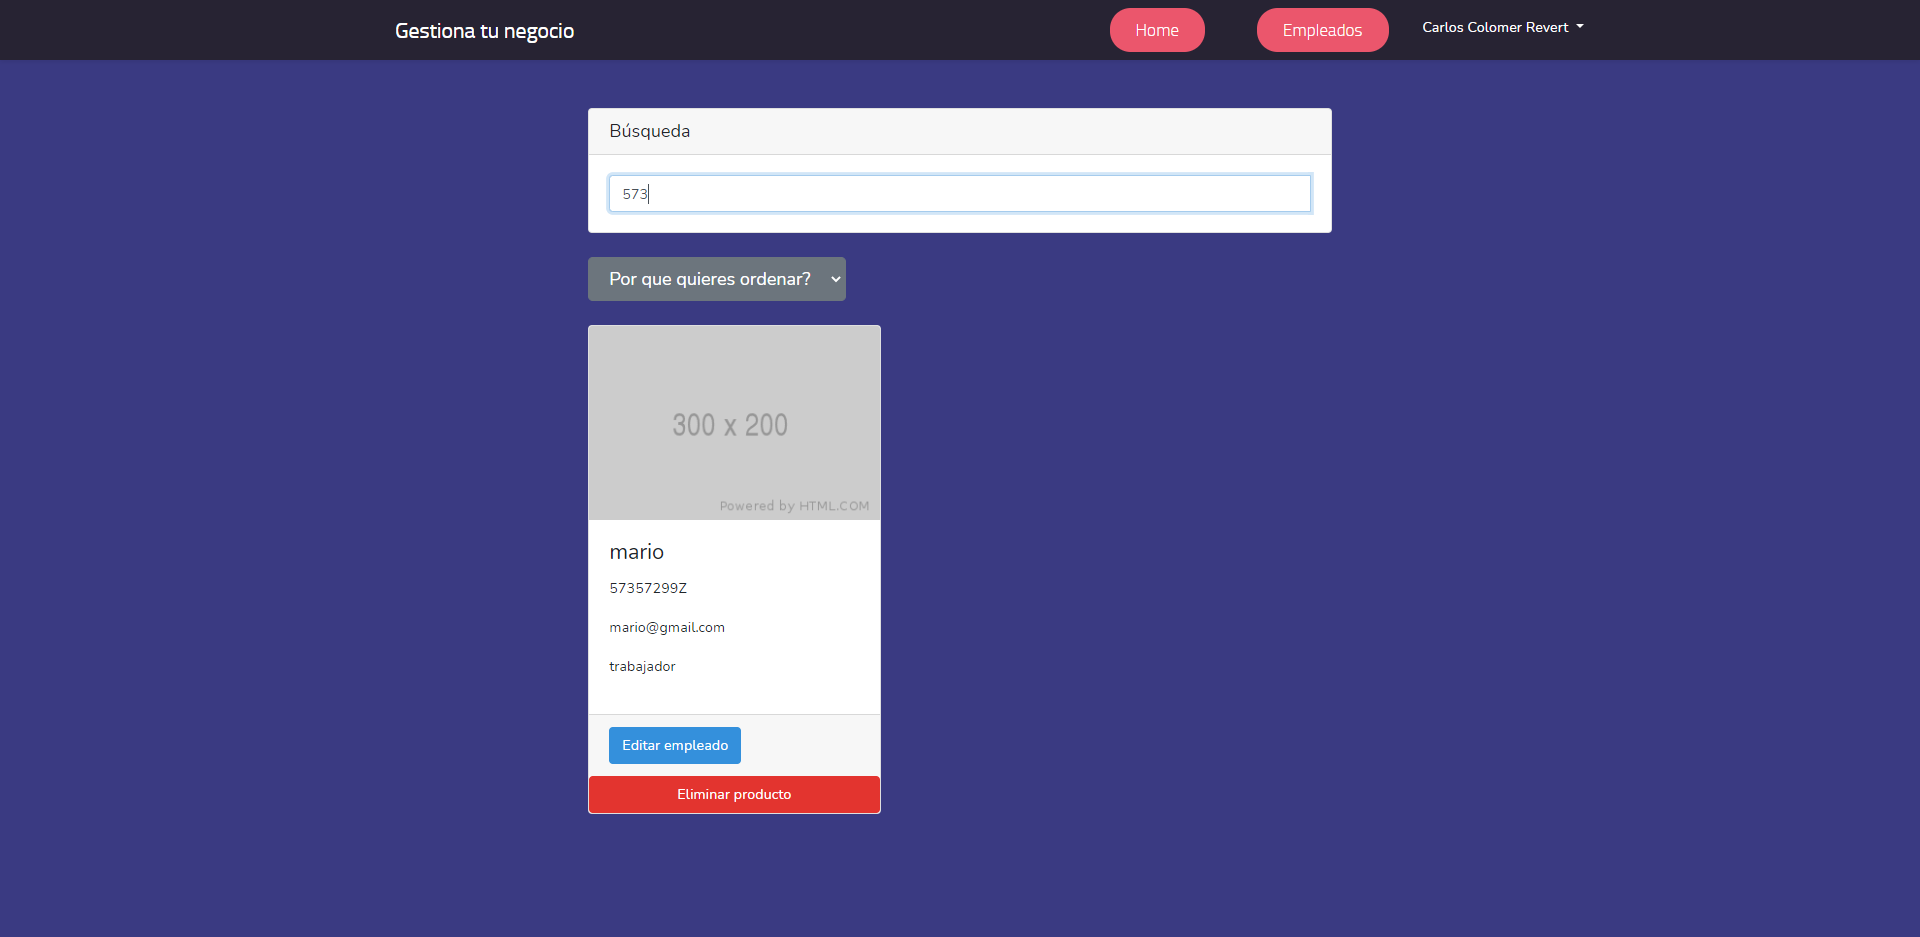 Gestiona tu negocio
Home
Empleados
Carlos Colomer Revert
Búsqueda
573
Por que quieres ordenar?
300 x 200
Powered by HTML.COM
mario
57357299Z
mario@gmail.com
trabajador
Editar empleado
Eliminar producto